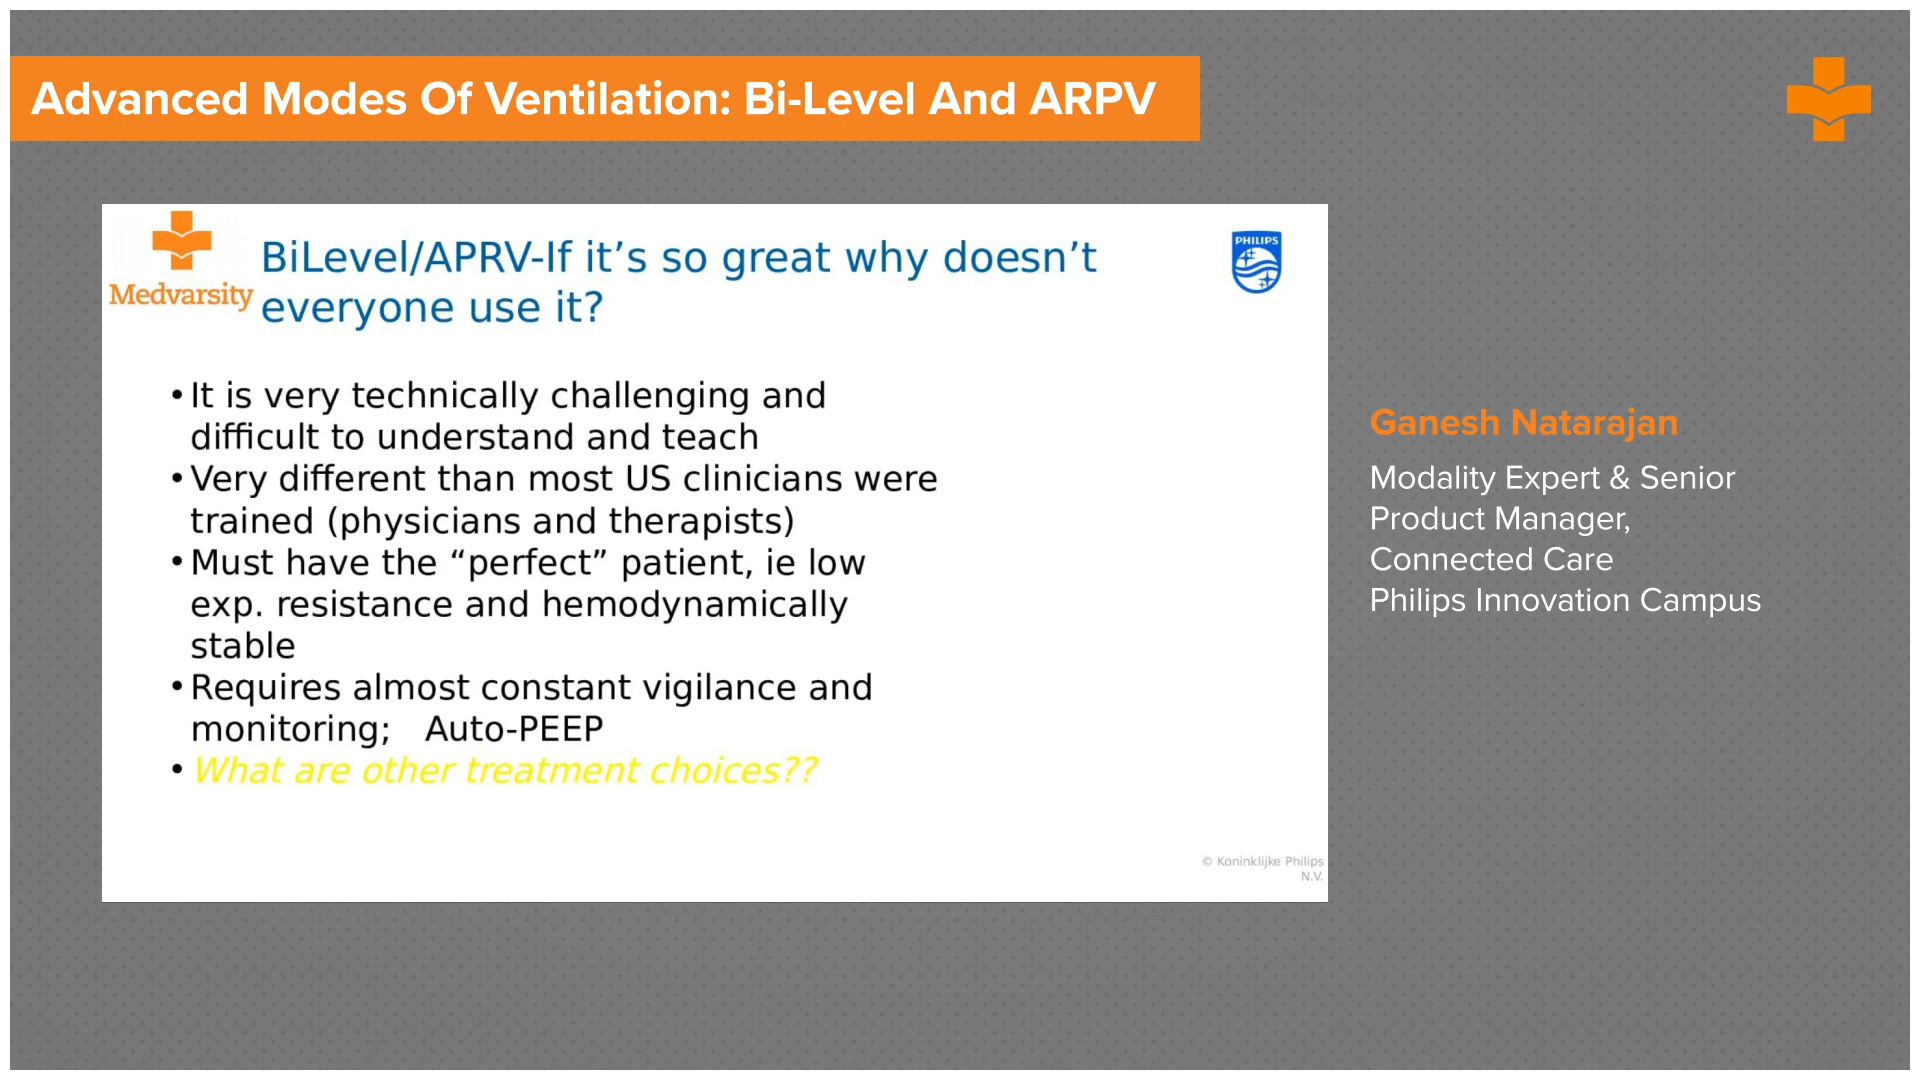 Advanced Modes Of Ventilation: Bi-Level And ARPV
Medvarsity
BiLevel/APRV-If it’s so great why doesn’t
everyone use it?
PHILIPS
•It is very technically challenging and
difficult to understand and teach
•Very different than most US clinicians were
trained (physicians and therapists)
•Must have the “perfect” patient, ie low
exp. resistance and hemodynamically
stable
•Requires almost constant vigilance and
monitoring;   Auto-PEEP
•What are other treatment choices??
© Koninklijke Philips
N.V.
Ganesh Natarajan
Modality Expert & Senior
Product Manager,
Connected Care
Philips Innovation Campus